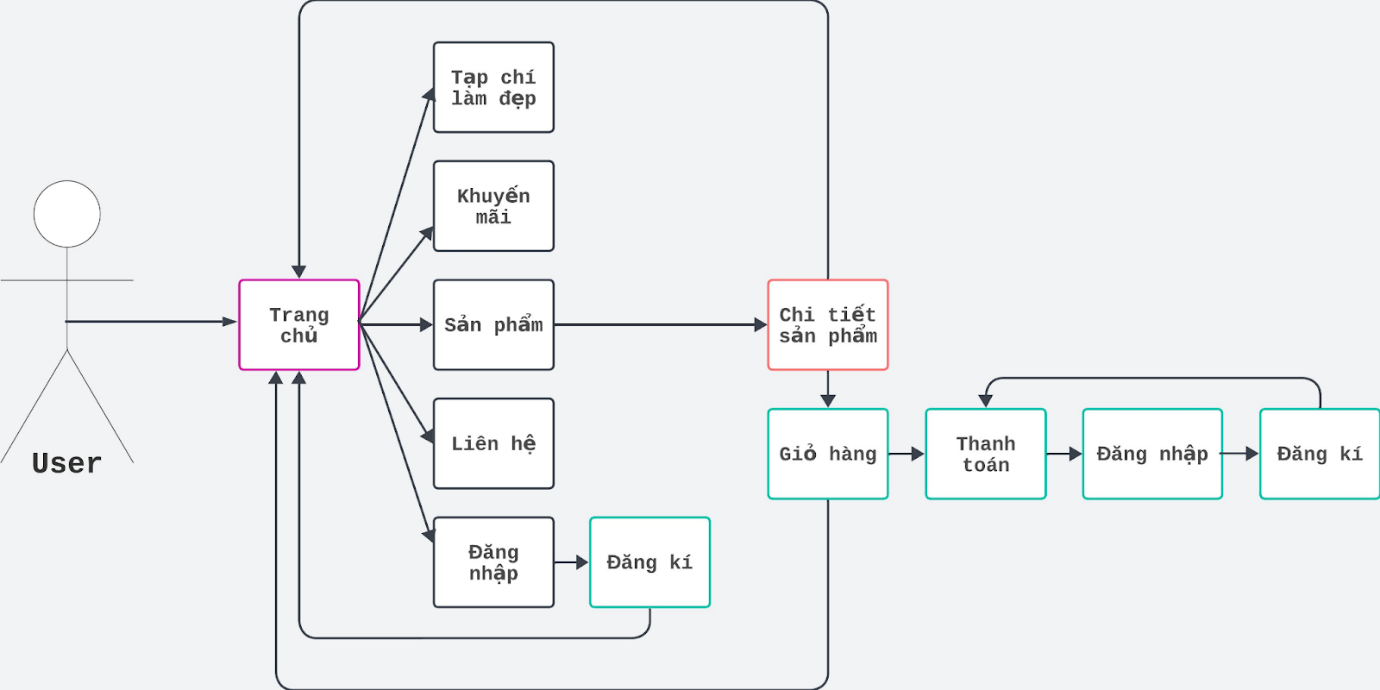 Tạp chí
làm đẹp
Khuyến
mãi
Trang
chủ
Sản phẩm
Chi tiết
sản phẩm
User
Liên hệ
Giỏ hàng
Thanh
toán
Đăng nhập
Đăng kí
Đăng
nhập
Đăng kí